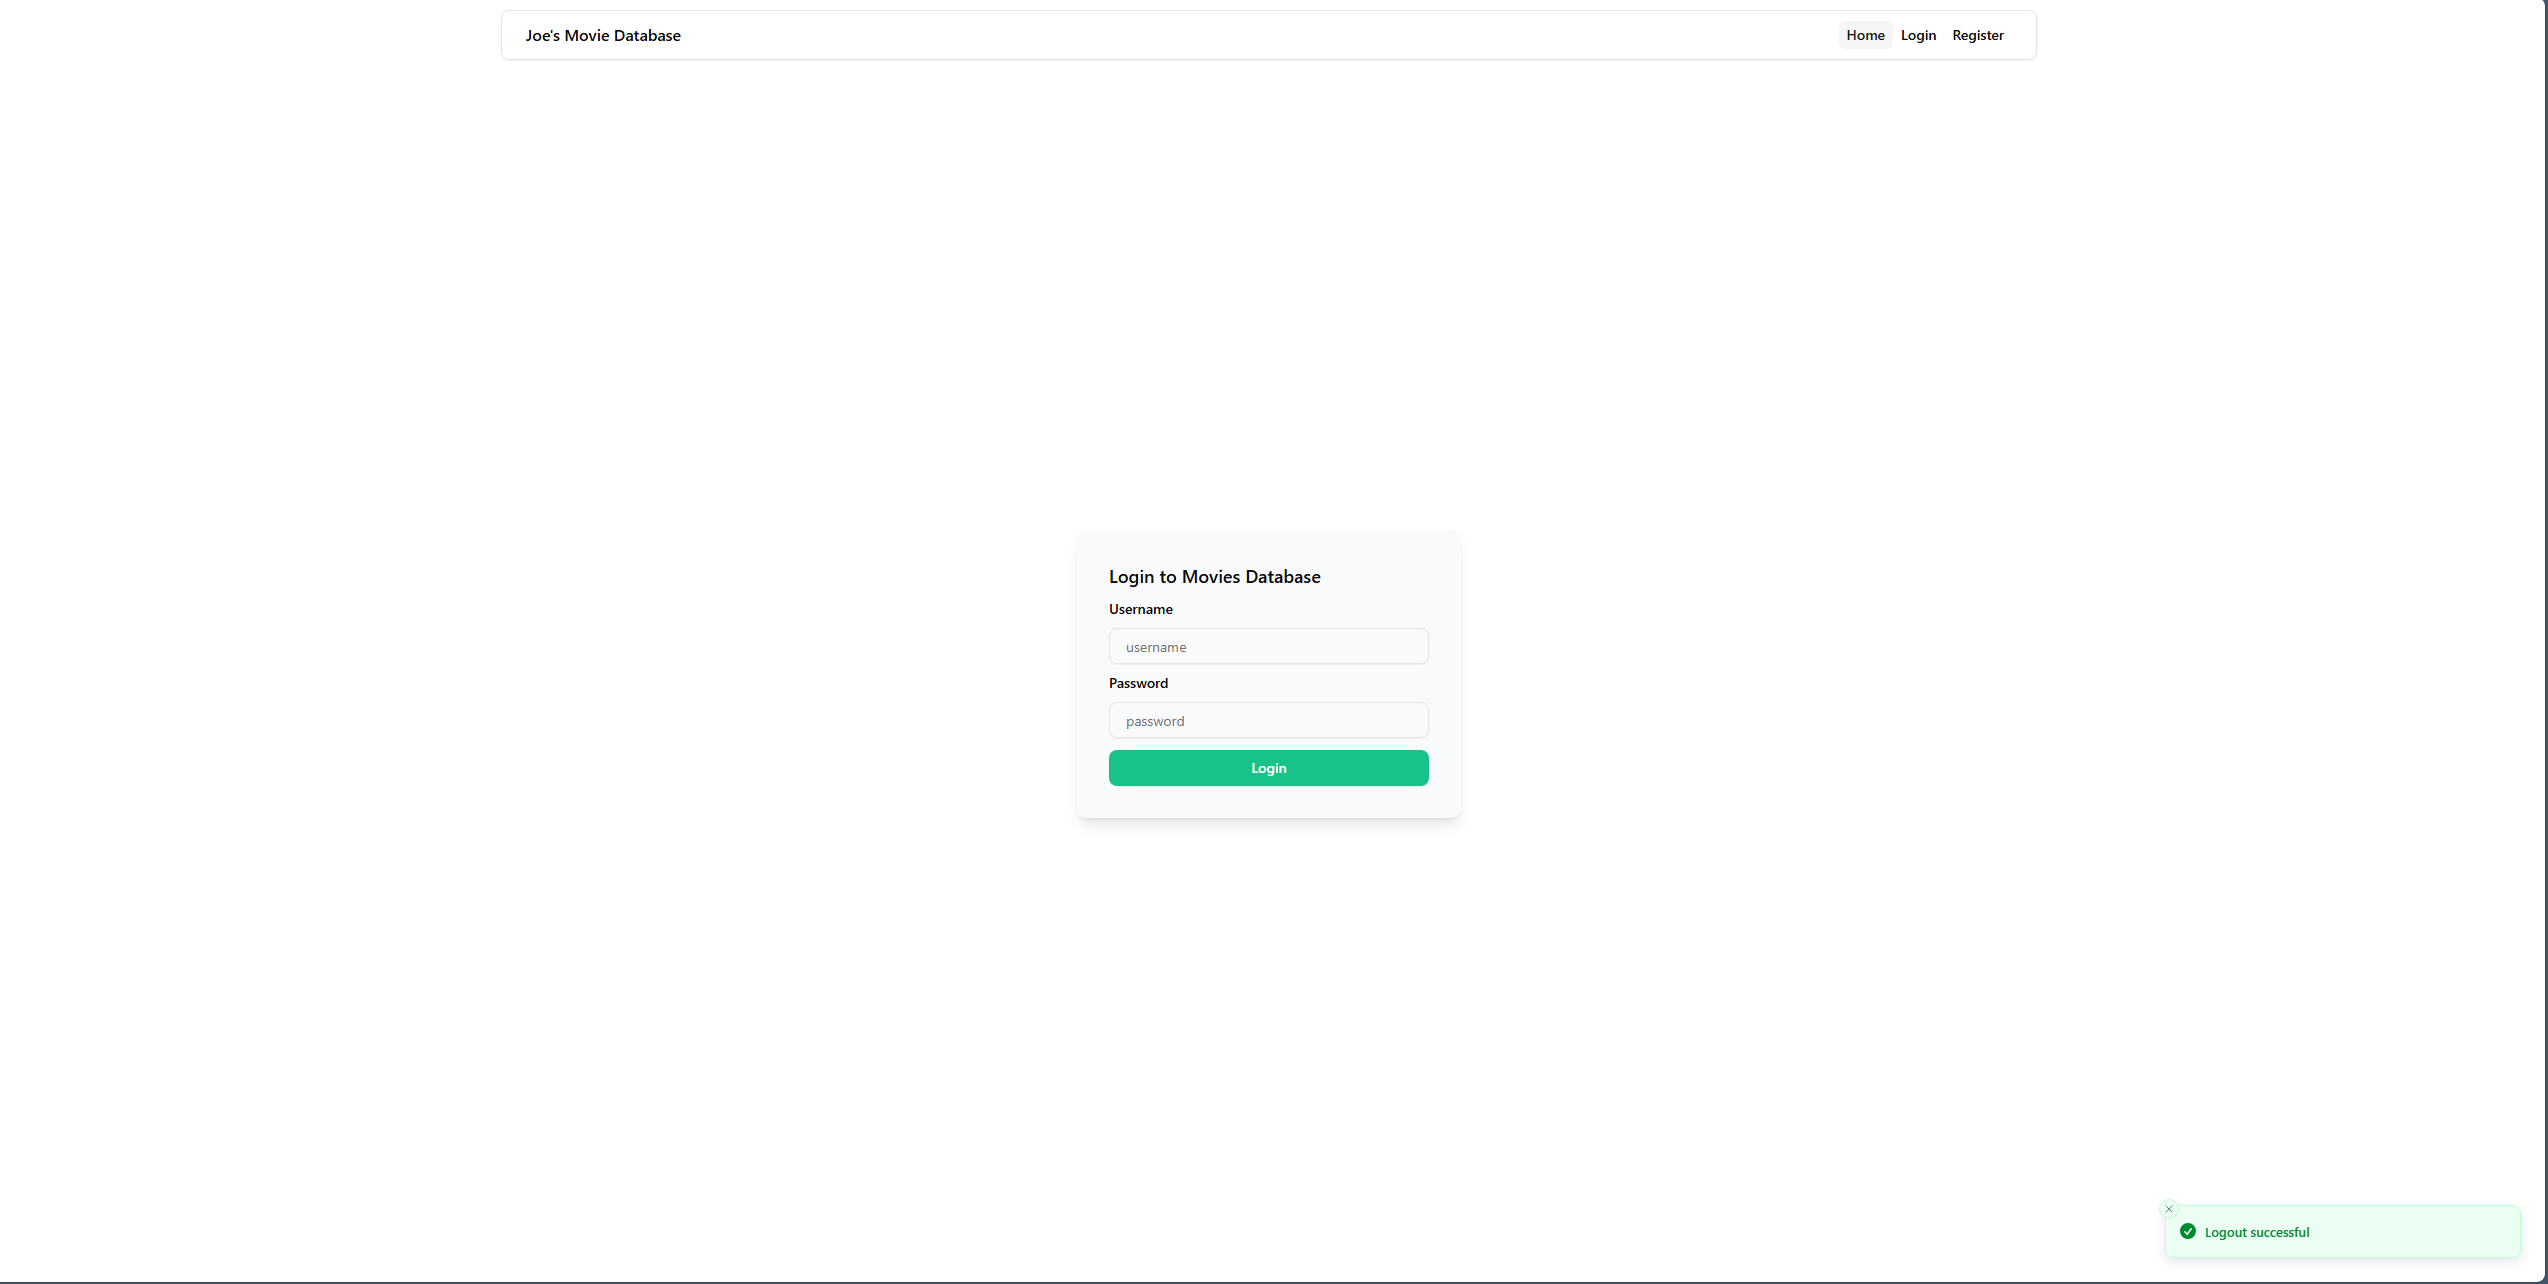 Joe's Movie Database
Home Login Register
Login to Movies Database
Username
username
Password
password
Login
Logout successful